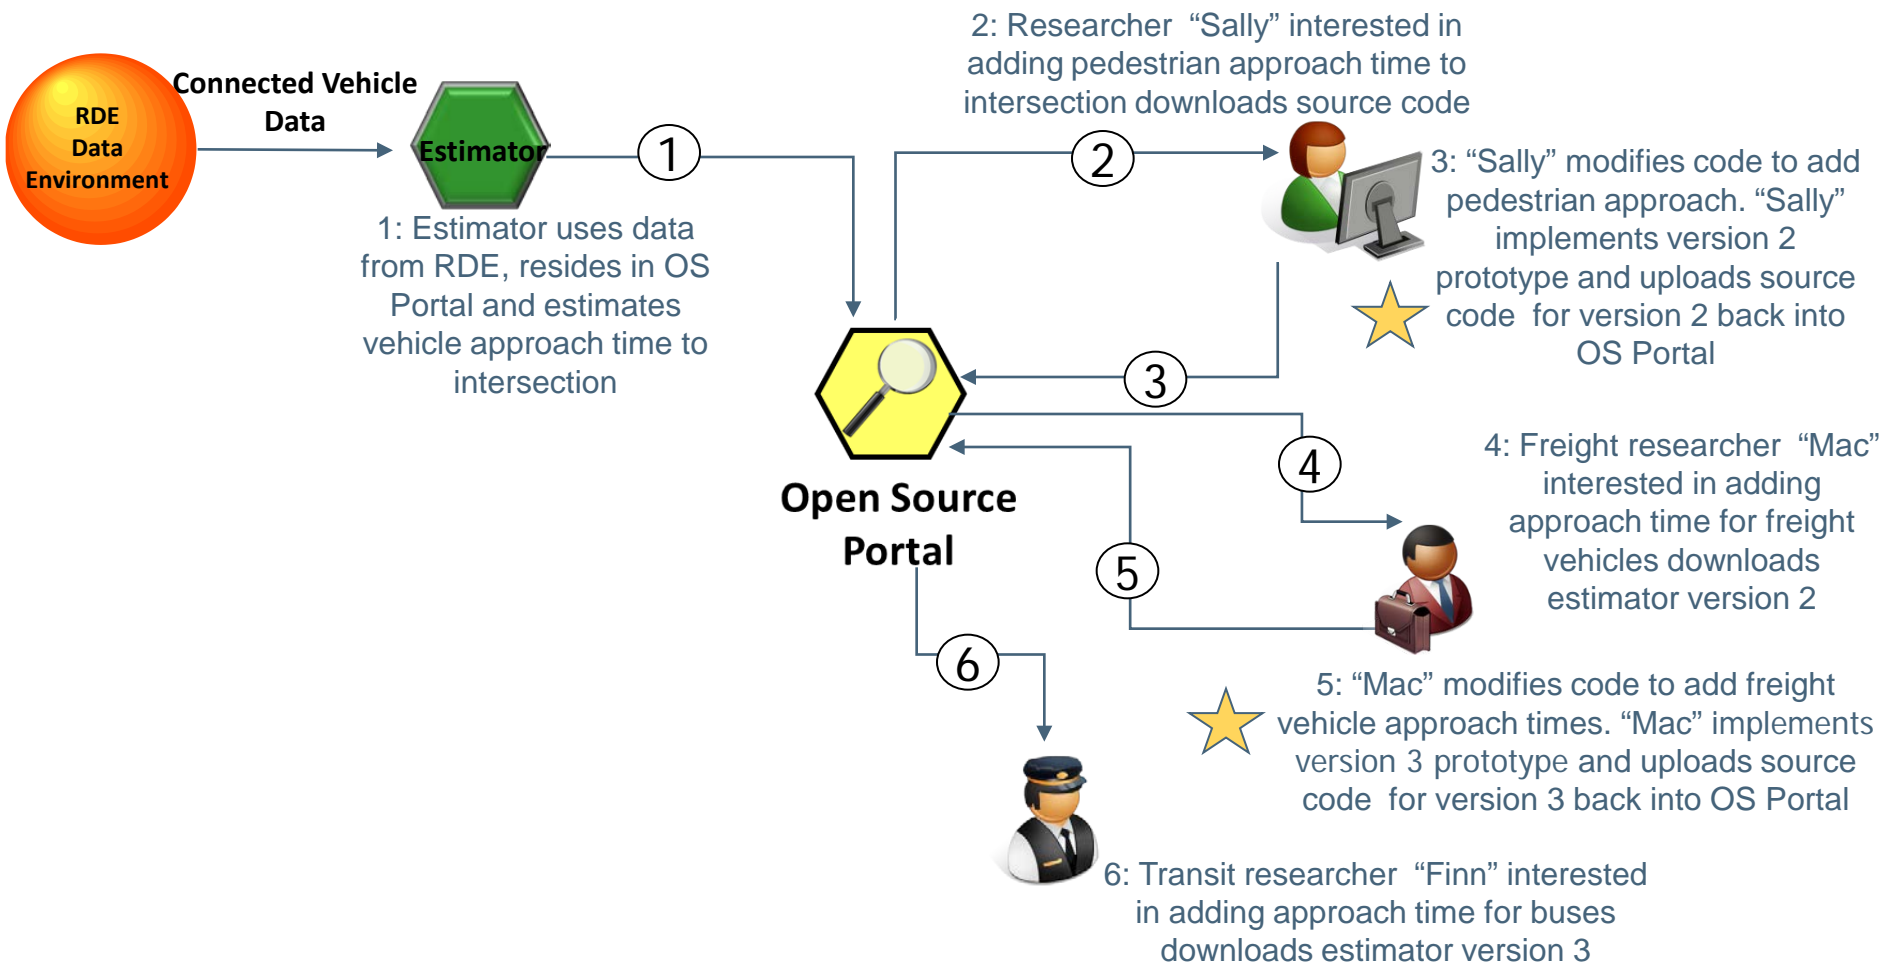 2: Researcher “Sally” interested in
adding pedestrian approach time to
intersection downloads source code
Connected Vehicle
Data
RDE
Data
Environment
Estimator
1
2
1: Estimator uses data
from RDE, resides in OS
Portal and estimates
vehicle approach time to
intersection
3: “Sally” modifies code to add
pedestrian approach. “Sally”
implements version 2
prototype and uploads source
code for version 2 back into
OS Portal
3
4
Open Source
Portal
4: Freight researcher “Mac”
interested in adding
approach time for freight
vehicles downloads
estimator version 2
5
6
5: “Mac” modifies code to add freight
vehicle approach times. “Mac” implements
version 3 prototype and uploads source
code for version 3 back into OS Portal
6: Transit researcher “Finn” interested
in adding approach time for buses
downloads estimator version 3